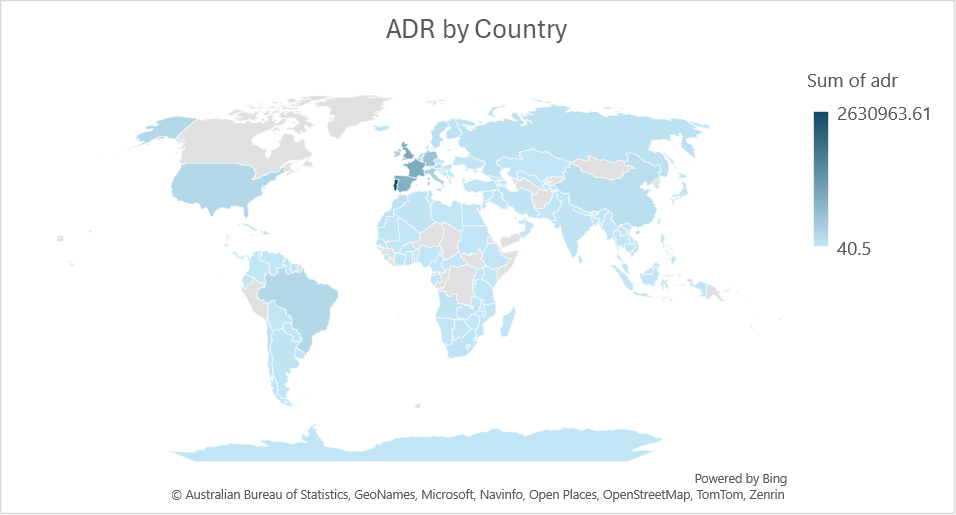 ADR by Country
Sum of adr
2630963.61
40.5
Powered by Bing
© Australian Bureau of Statistics, GeoNames, Microsoft, Navinfo, Open Places, OpenStreetMap, TomTom, Zenrin